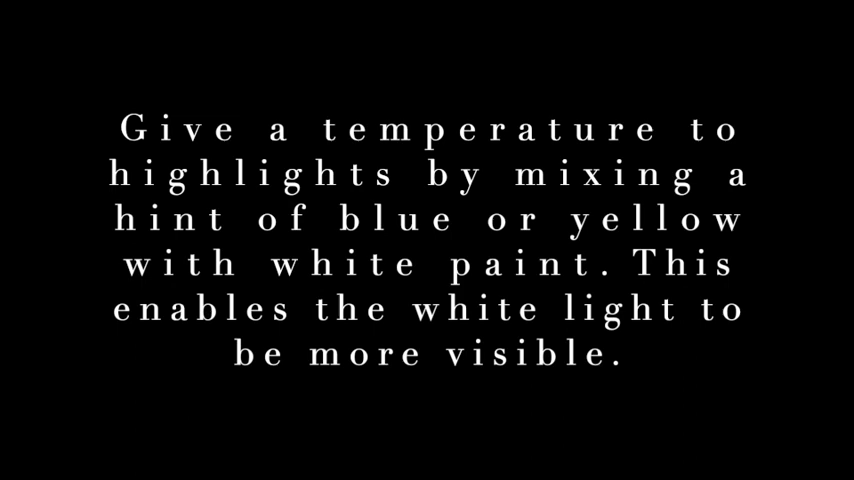 Give a temperature to
highlights by mixing a
hint of blue or yellow
with white paint. This
enables the white light to
be more visible.